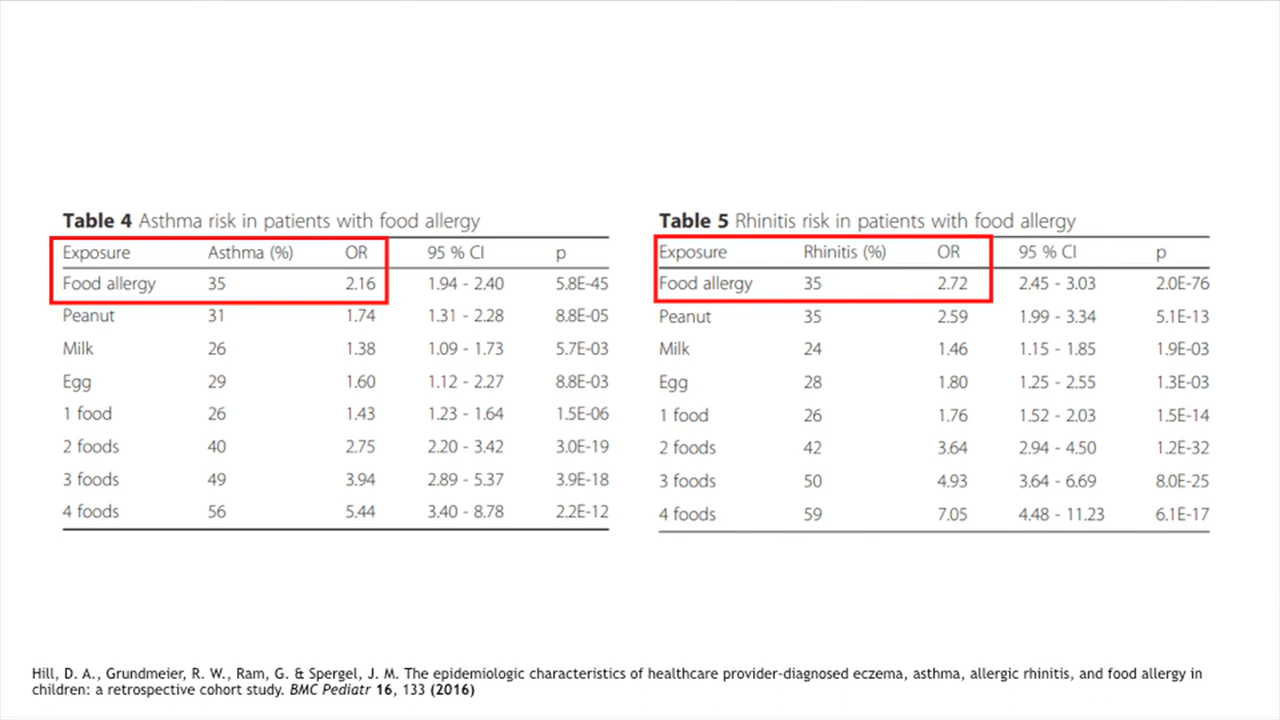 Table 4 Asthma risk in patients with food allergy
Exposure Asthma (%) OR 95 % CI p
Food allergy 35 2.16 1.94 - 2.40 5.8E-45
Peanut 31 1.74 1.31 - 2.28 8.8E-05
Milk 26 1.38 1.09 - 1.73 5.7E-03
Egg 29 1.60 1.12 - 2.27 8.8E-03
1 food 26 1.43 1.23 - 1.64 1.5E-06
2 foods 40 2.75 2.20 - 3.42 3.0E-19
3 foods 49 3.94 2.89 - 5.37 3.9E-18
4 foods 56 5.44 3.40 - 8.78 2.2E-12
Table 5 Rhinitis risk in patients with food allergy
Exposure Rhinitis (%) OR 95 % CI p
Food allergy 35 2.72 2.45 - 3.03 2.0E-76
Peanut 35 2.59 1.99 - 3.34 5.1E-13
Milk 24 1.46 1.15 - 1.85 1.9E-03
Egg 28 1.80 1.25 - 2.55 1.3E-03
1 food 26 1.76 1.52 - 2.03 1.5E-14
2 foods 42 3.64 2.94 - 4.50 1.2E-32
3 foods 50 4.93 3.64 - 6.69 8.0E-25
4 foods 59 7.05 4.48 - 11.23 6.1E-17
Hill, D. A., Grundmeier, R. W., Ram, G. & Spergel, J. M. The epidemiologic characteristics of healthcare provider-diagnosed eczema, asthma, allergic rhinitis, and food allergy in
children: a retrospective cohort study. BMC Pediatr 16, 133 (2016)